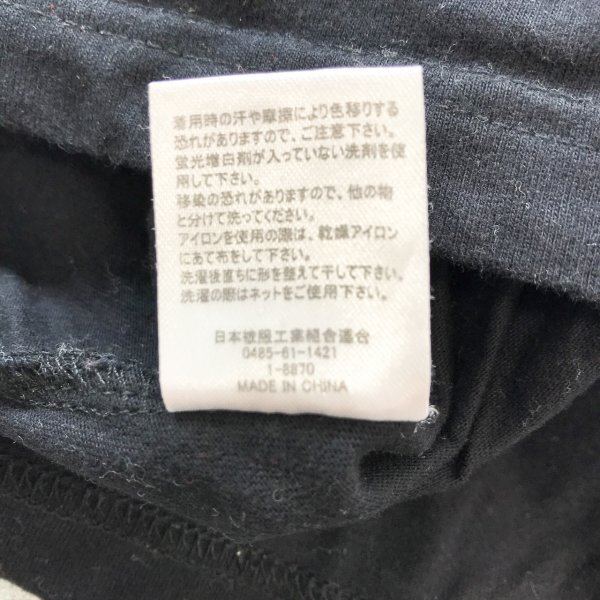 着用時の汗や摩擦により色移りする
恐れがありますので、ご注意下さい。
蛍光増白剤が入っていない洗剤を使
用して下さい。
移染の恐れがありますので、他の物
と分けて洗ってください。
アイロンを使用の際は、乾燥アイロン
にあて布をして下さい。
洗濯後直ちに形を整えて干して下さい。
洗濯の際はネットをご使用下さい。
日本被服工業組合連合
0485-61-1421
1-8870
MADE IN CHINA